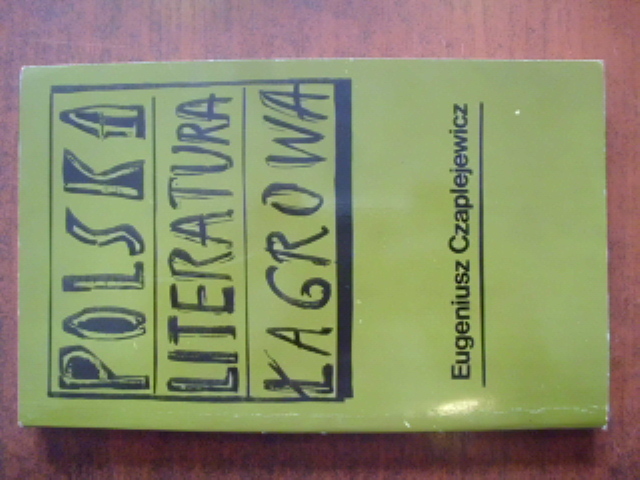 POLSKA
LITERATURA
ŁAGROWA
Eugeniusz Czaplejewicz